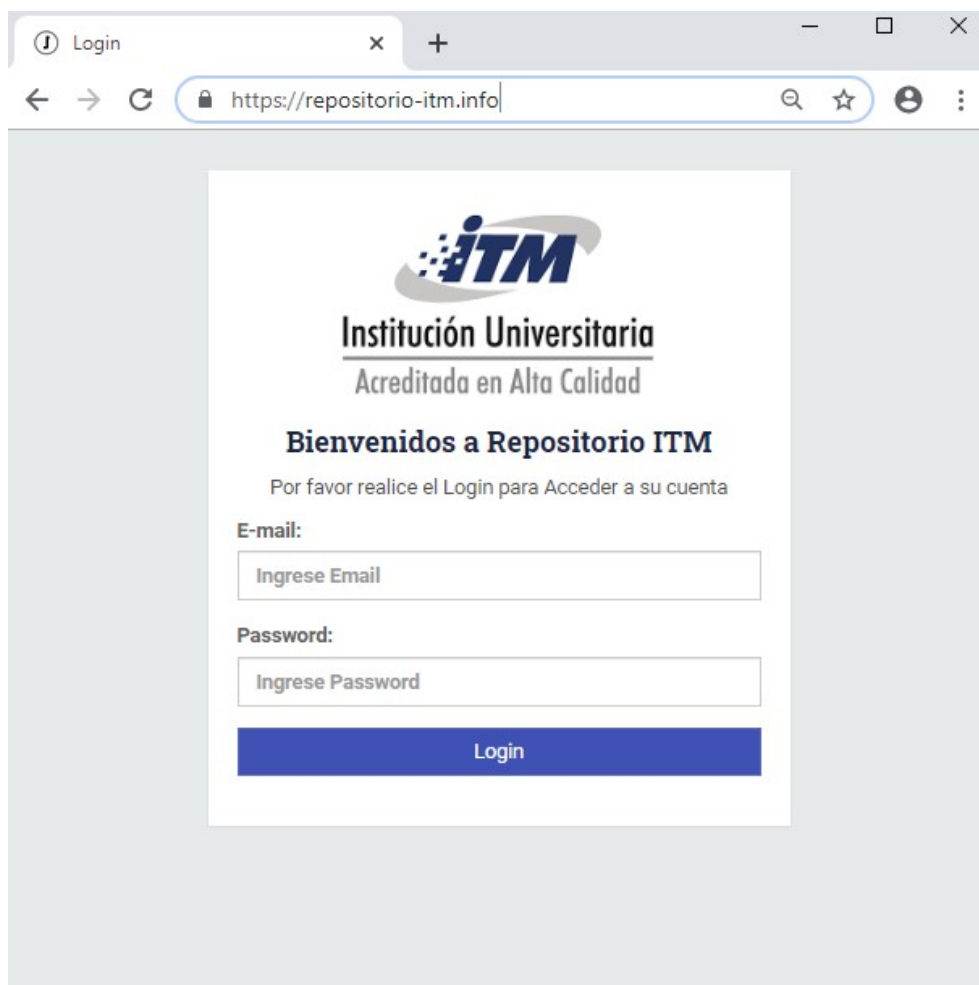 Login
https://repositorio-itm.info
iTM
Institución Universitaria
Acreditada en Alta Calidad
Bienvenidos a Repositorio ITM
Por favor realice el Login para Acceder a su cuenta
E-mail:
Ingrese Email
Password:
Ingrese Password
Login